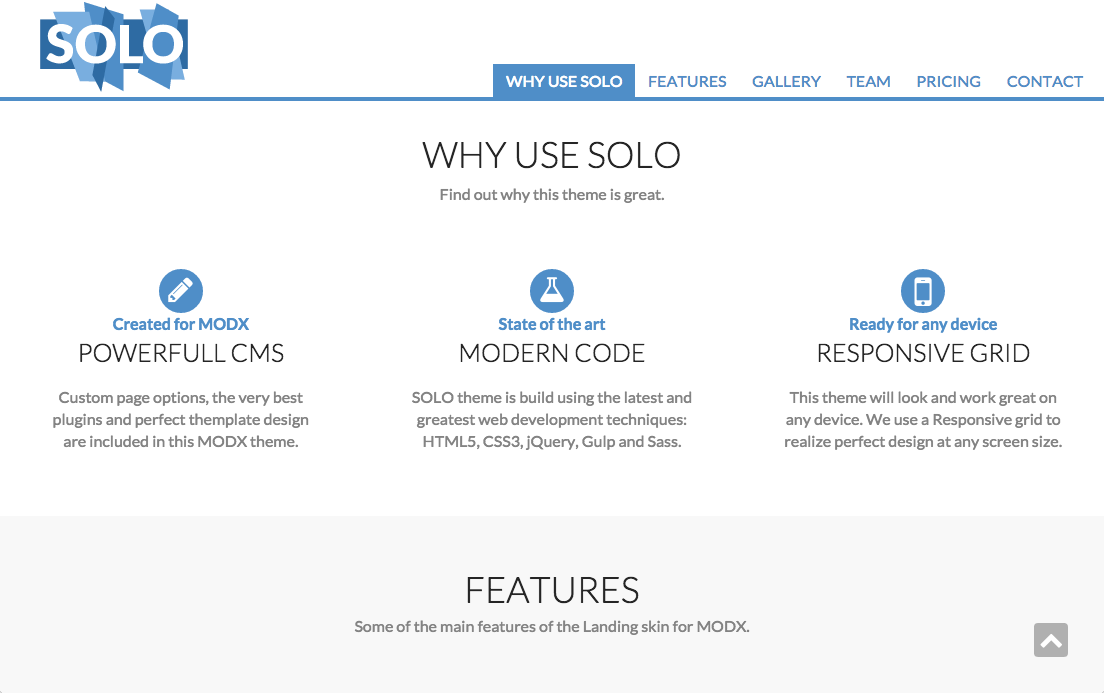 SOLO
WHY USE SOLO FEATURES GALLERY TEAM PRICING CONTACT
WHY USE SOLO
Find out why this theme is great.
Created for MODX
POWERFULL CMS
Custom page options, the very best
plugins and perfect themplate design
are included in this MODX theme.
State of the art
MODERN CODE
SOLO theme is build using the latest and
greatest web development techniques:
HTML5, CSS3, jQuery, Gulp and Sass.
Ready for any device
RESPONSIVE GRID
This theme will look and work great on
any device. We use a Responsive grid to
realize perfect design at any screen size.
FEATURES
Some of the main features of the Landing skin for MODX.